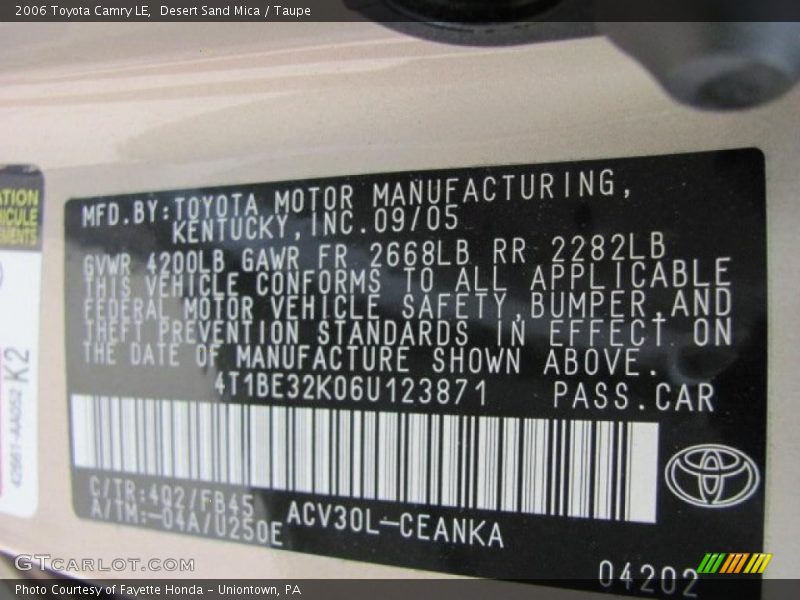 2006 Toyota Camry LE, Desert Sand Mica / Taupe
MFD.BY:TOYOTA MOTOR MANUFACTURING,
KENTUCKY,INC.09/05
GVWR 4200LB GAWR FR 2668LB RR 2282LB
THIS VEHICLE CONFORMS TO ALL APPLICABLE
FEDERAL MOTOR VEHICLE SAFETY,BUMPER,AND
THEFT PREVENTION STANDARDS IN EFFECT ON
THE DATE OF MANUFACTURE SHOWN ABOVE.
4T1BE32K06U123871 PASS.CAR
C/TR:4Q2/FB45
A/TM:-04A/U250E
ACV30L-CEANKA
04202
42661-AA052 K2
GTCarLot.com
Photo Courtesy of Fayette Honda - Uniontown, PA